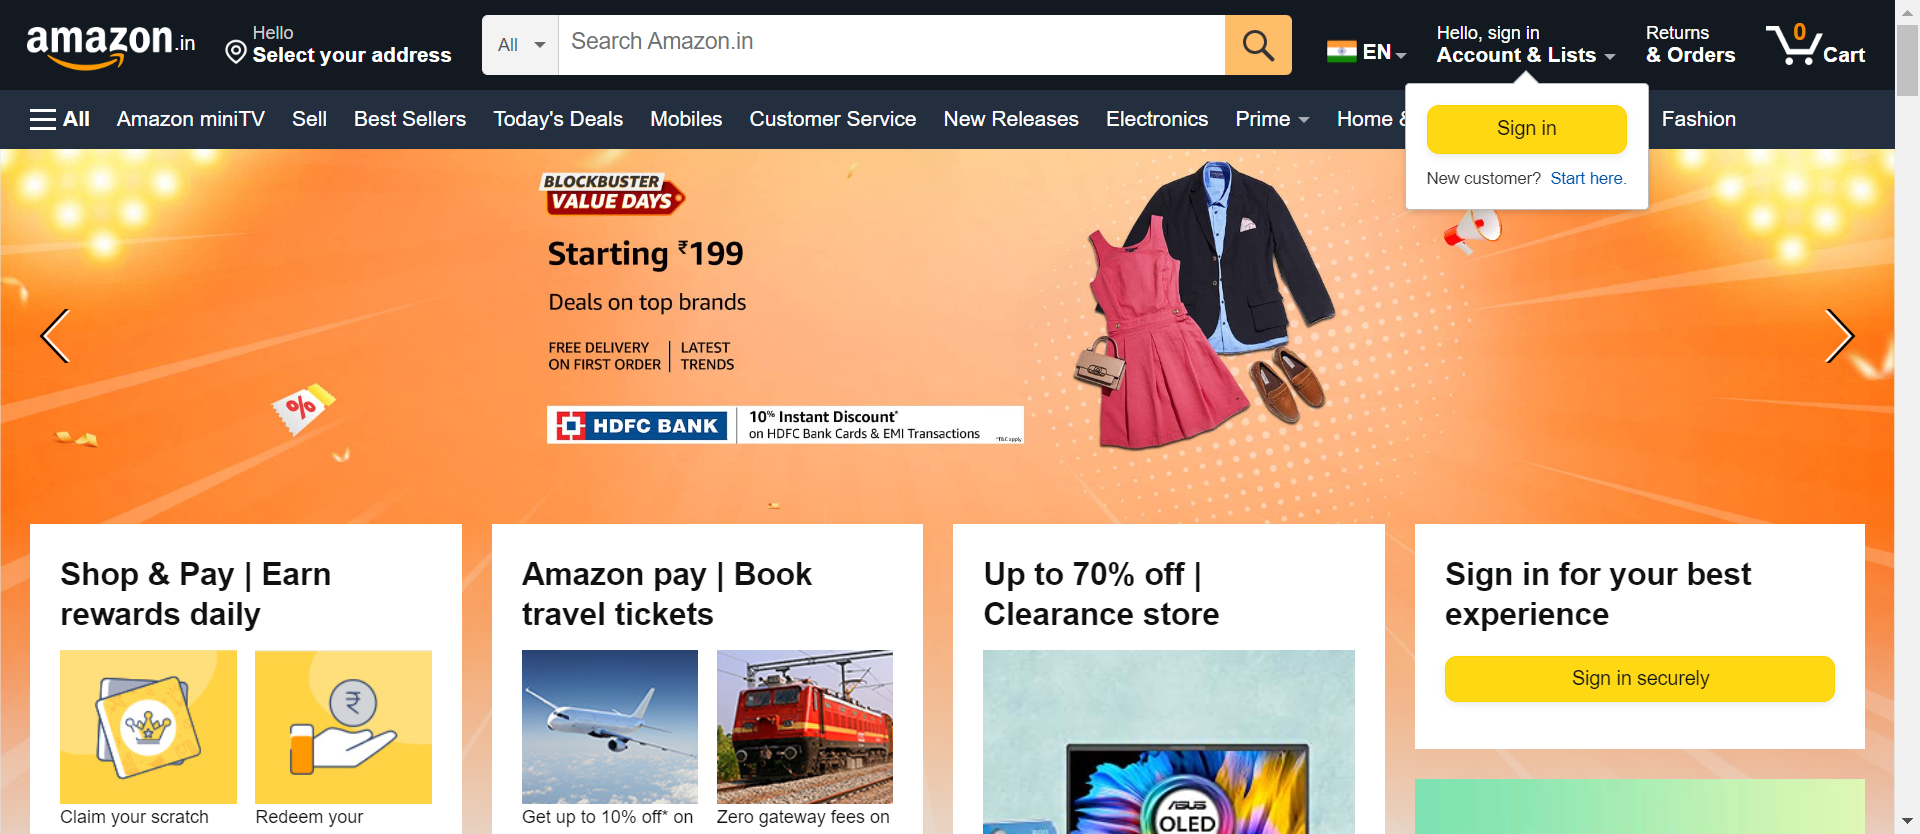 amazon.in
Hello
Select your address
All
Search Amazon.in
EN
Hello, sign in
Account & Lists
Returns
& Orders
0
Cart
All
Amazon miniTV
Sell
Best Sellers
Today's Deals
Mobiles
Customer Service
New Releases
Electronics
Prime
Home &
Fashion
Sign in
New customer? Start here.
BLOCKBUSTER
VALUE DAYS
Starting ₹199
Deals on top brands
FREE DELIVERY
ON FIRST ORDER
LATEST
TRENDS
HDFC BANK
10% Instant Discount*
on HDFC Bank Cards & EMI Transactions
*T&C apply
%
Shop & Pay | Earn
rewards daily
₹
Claim your scratch
Redeem your
Amazon pay | Book
travel tickets
Get up to 10% off* on
Zero gateway fees on
Up to 70% off |
Clearance store
ASUS
OLED
Sign in for your best
experience
Sign in securely